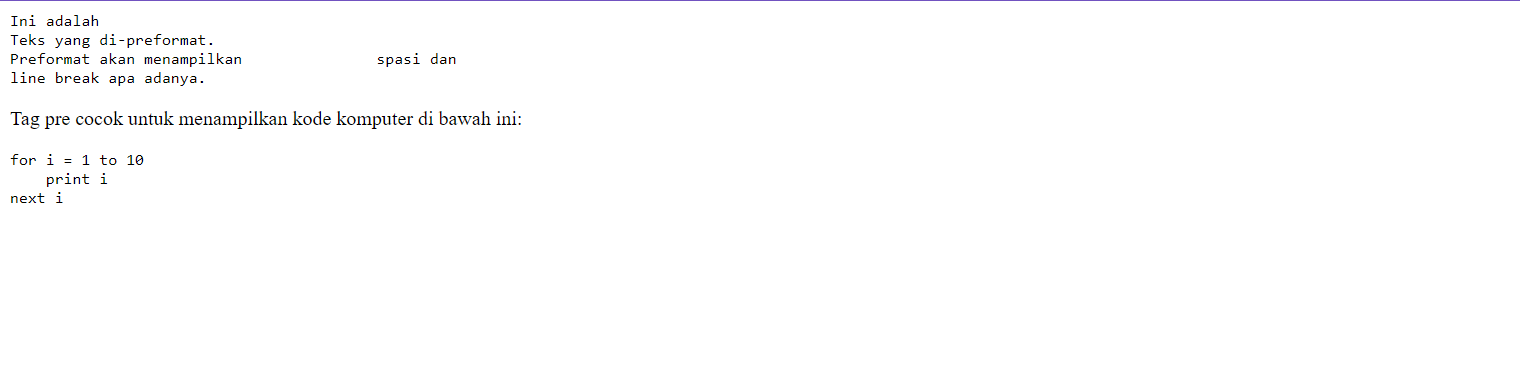 Ini adalah
Teks yang di-preformat.
Preformat akan menampilkan               spasi dan
line break apa adanya.
Tag pre cocok untuk menampilkan kode komputer di bawah ini:
for i = 1 to 10
    print i
next i